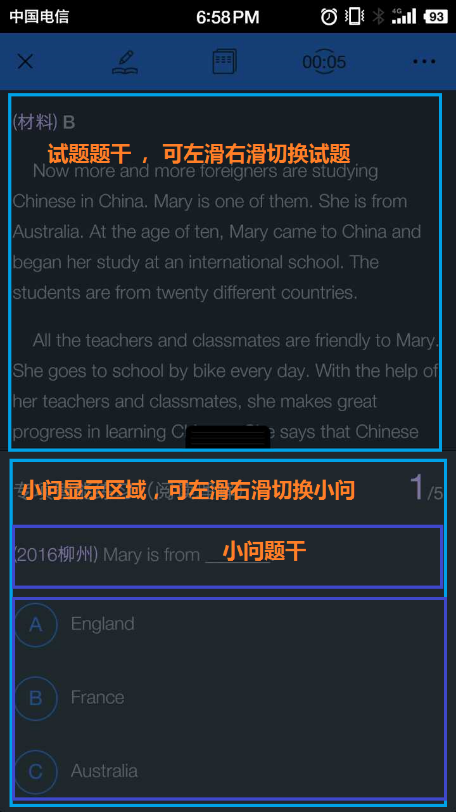 中国电信 6:58PM 4G 93
00:05
(材料) B
试题题干 ，可左滑右滑切换试题
Now more and more foreigners are studying
Chinese in China. Mary is one of them. She is from
Australia. At the age of ten, Mary came to China and
began her study at an international school. The
students are from twenty different countries.
All the teachers and classmates are friendly to Mary.
She goes to school by bike every day. With the help of
her teachers and classmates, she makes great
progress in learning She says that Chinese
小问显示区域，可左滑右滑切换小问 1/5
(2016柳州) Mary is from ______.
小问题干
A England
B France
C Australia